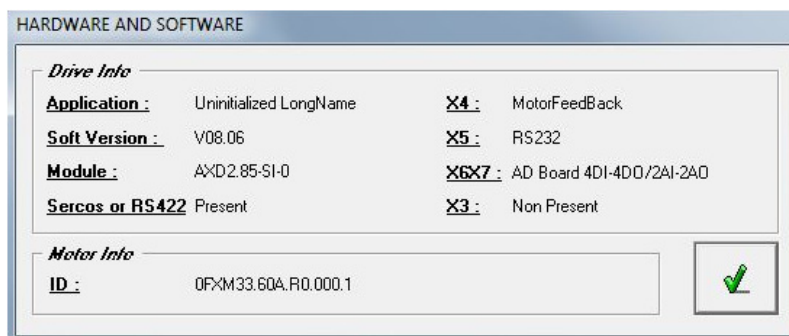 HARDWARE AND SOFTWARE
Drive Info
Application : Uninitialized LongName X4 : MotorFeedBack
Soft Version : V08.06 X5 : RS232
Module : AXD2.85-SI-0 X6X7 : AD Board 4DI-4DO/2AI-2AO
Sercos or RS422 Present X3 : Non Present
Motor Info
ID : 0FXM33.60A.R0.000.1